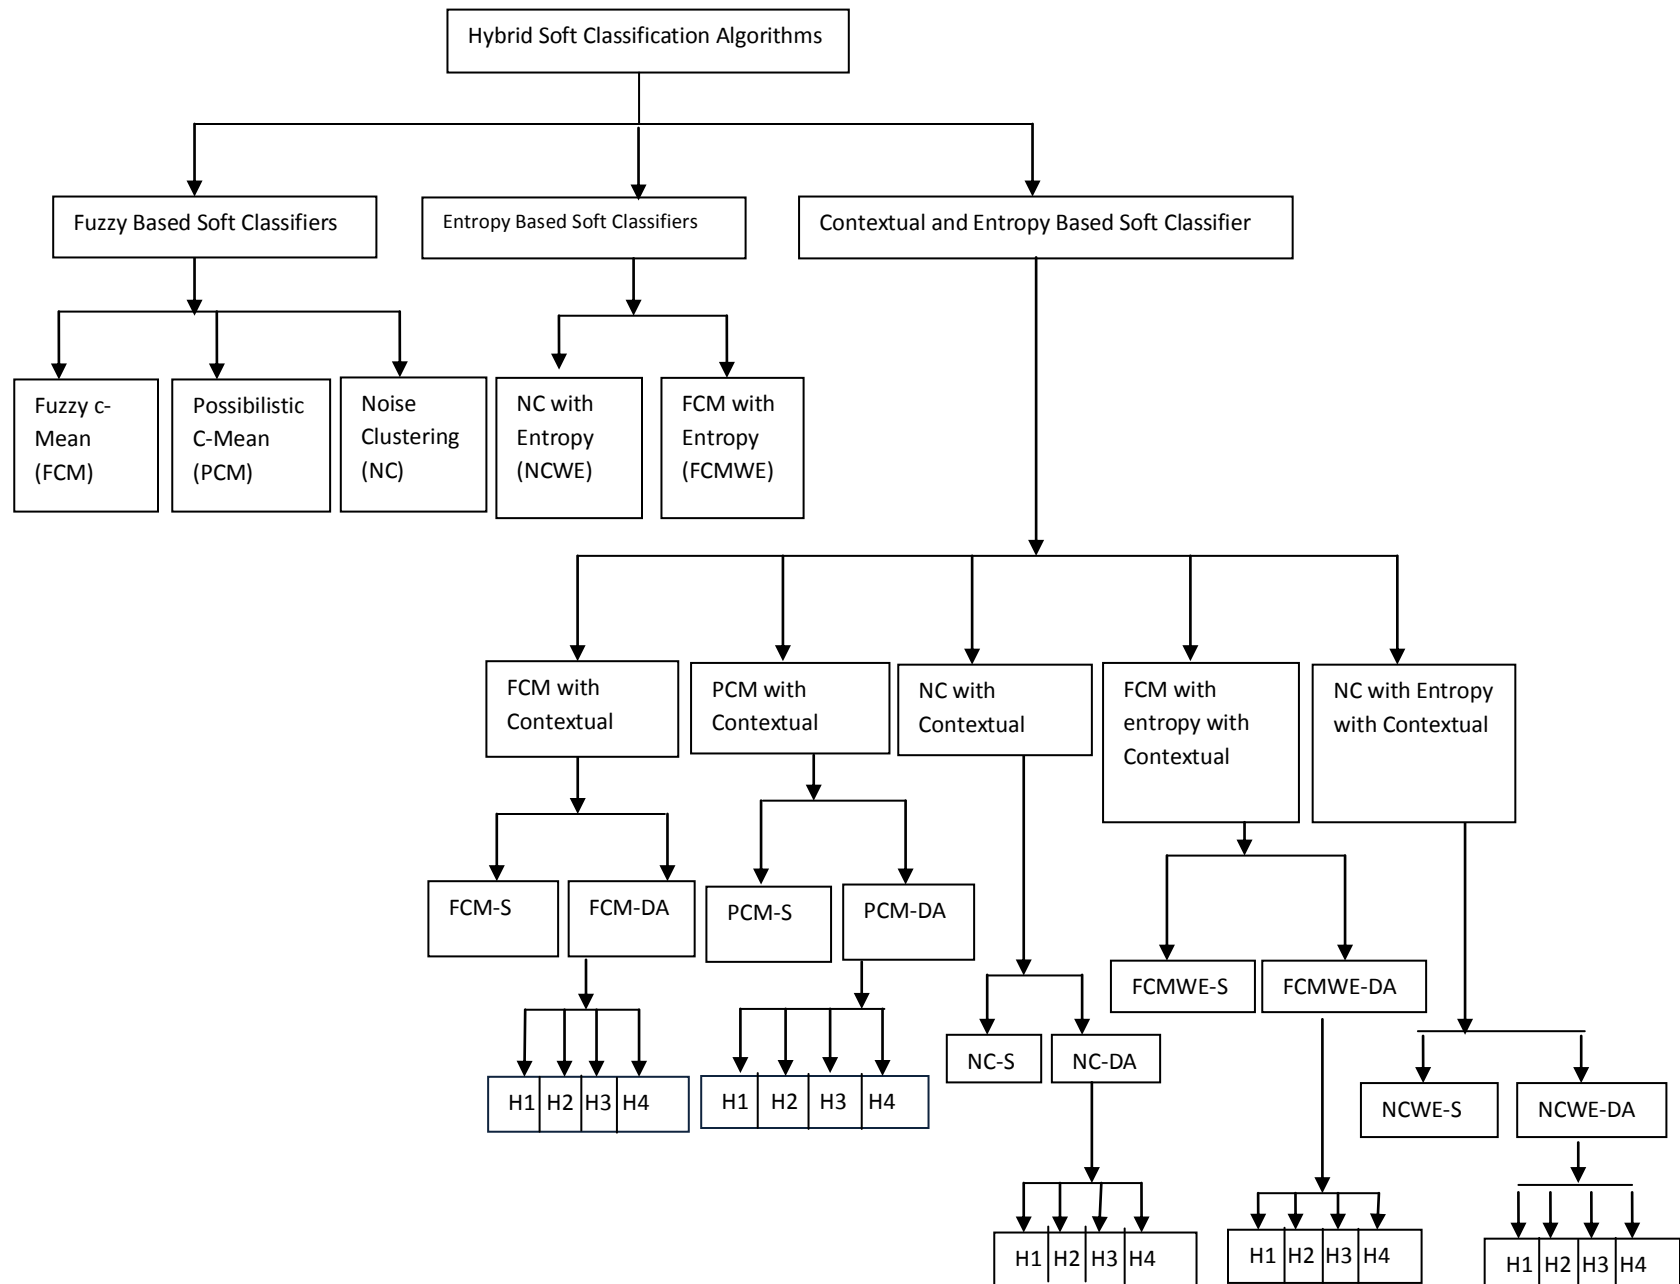 Hybrid Soft Classification Algorithms
Fuzzy Based Soft Classifiers
Entropy Based Soft Classifiers
Contextual and Entropy Based Soft Classifier
Fuzzy c-
Mean
(FCM)
Possibilistic
C-Mean
(PCM)
Noise
Clustering
(NC)
NC with
Entropy
(NCWE)
FCM with
Entropy
(FCMWE)
FCM with
Contextual
PCM with
Contextual
NC with
Contextual
FCM with
entropy with
Contextual
NC with Entropy
with Contextual
FCM-S
FCM-DA
PCM-S
PCM-DA
FCMWE-S
FCMWE-DA
NC-S
NC-DA
NCWE-S
NCWE-DA
H1 H2 H3 H4
H1 H2 H3 H4
H1 H2 H3 H4
H1 H2 H3 H4
H1 H2 H3 H4